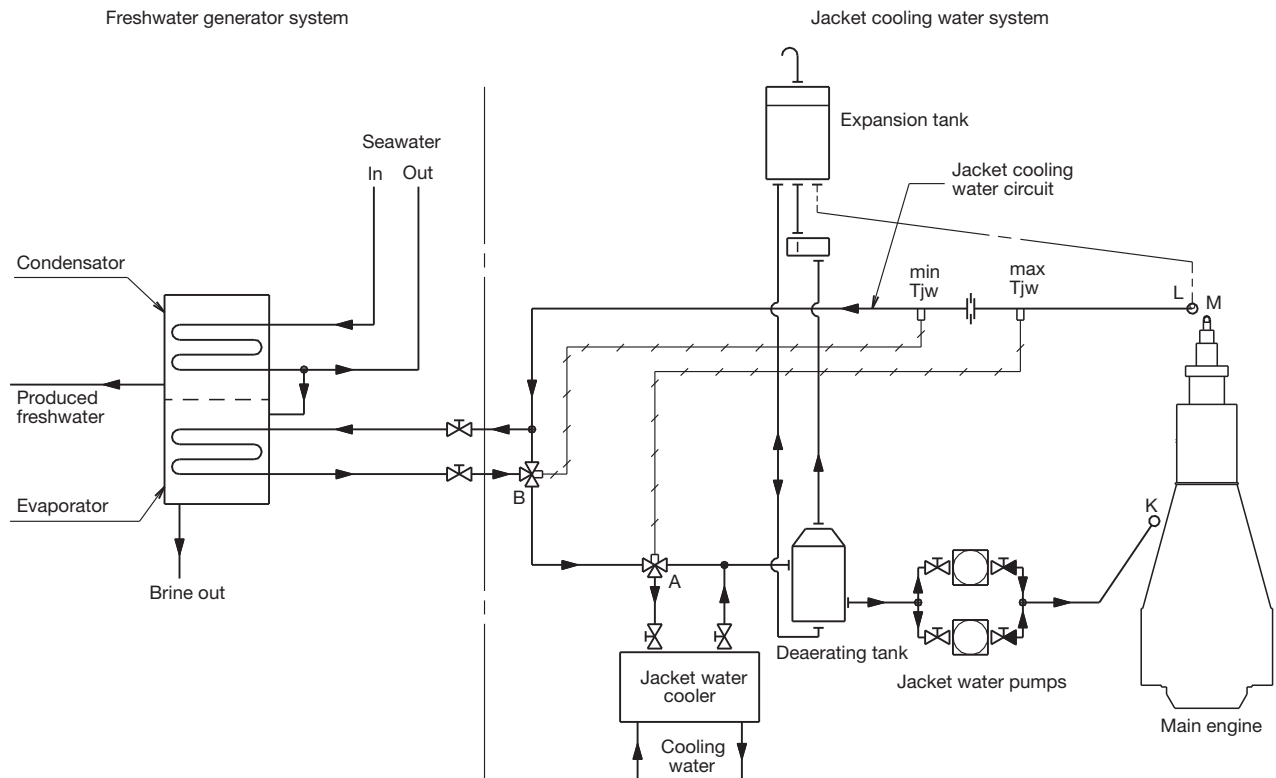 Freshwater generator system
Jacket cooling water system
Expansion tank
Seawater
In Out
Jacket cooling
water circuit
Condensator
min
Tjw
max
Tjw
L
M
Produced
freshwater
B
K
Evaporator
A
Brine out
Deaerating tank
Jacket water
cooler
Jacket water pumps
Main engine
Cooling
water